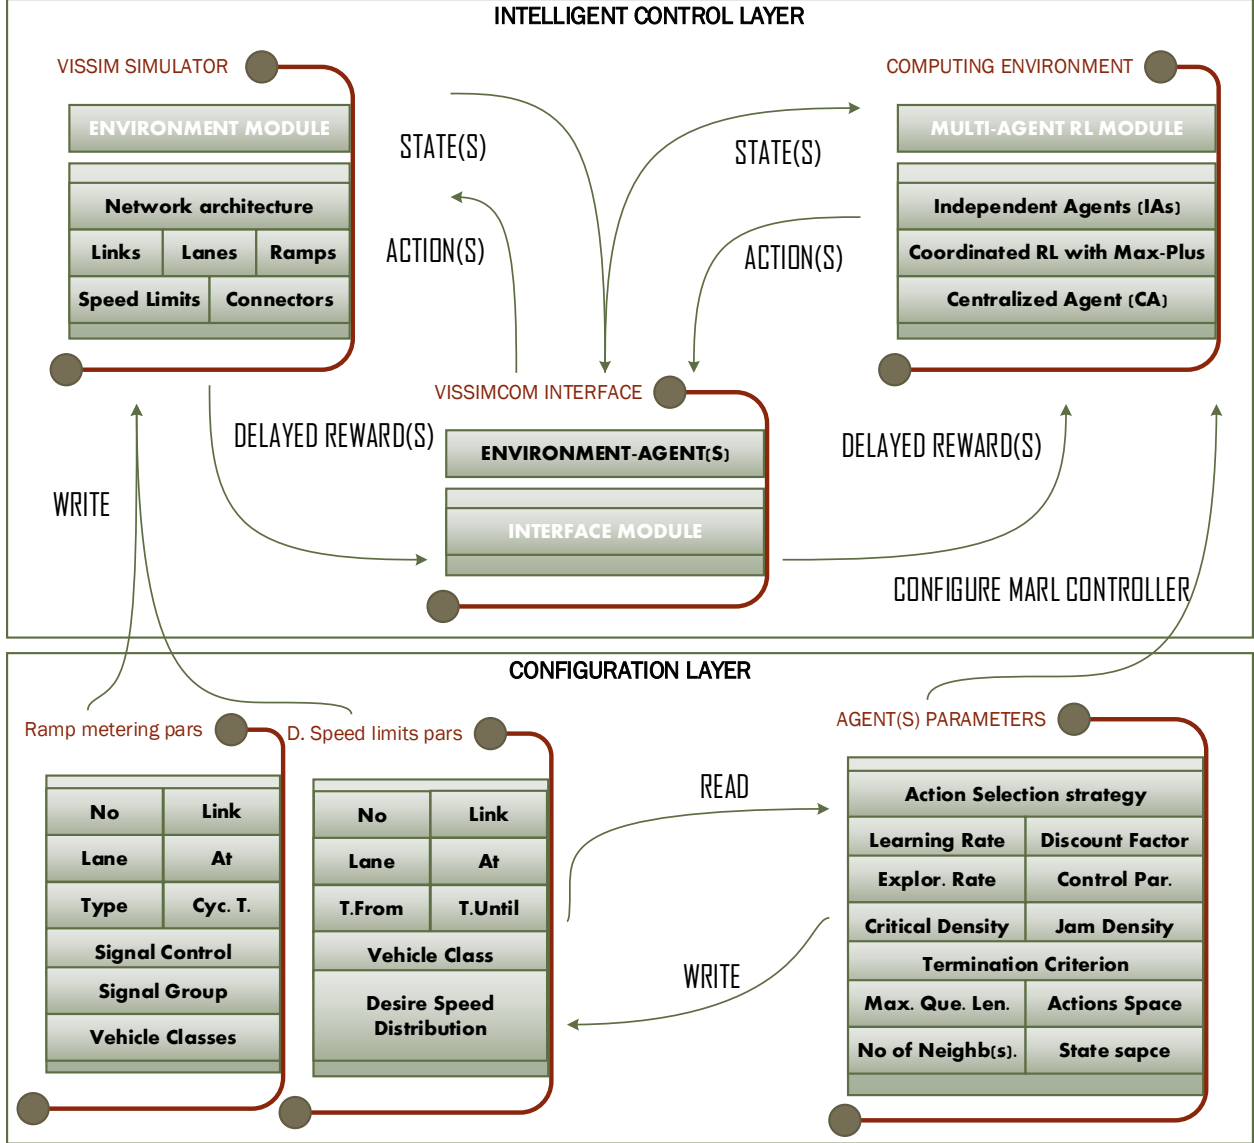 INTELLIGENT CONTROL LAYER
VISSIM SIMULATOR
ENVIRONMENT MODULE
Network architecture
Links
Lanes
Ramps
Speed Limits
Connectors
STATE(S)
ACTION(S)
STATE(S)
ACTION(S)
COMPUTING ENVIRONMENT
MULTI-AGENT RL MODULE
Independent Agents (IAs)
Coordinated RL with Max-Plus
Centralized Agent (CA)
VISSIMCOM INTERFACE
ENVIRONMENT-AGENT(S)
INTERFACE MODULE
DELAYED REWARD(S)
DELAYED REWARD(S)
WRITE
CONFIGURE MARL CONTROLLER
CONFIGURATION LAYER
Ramp metering pars
No
Link
Lane
At
Type
Cyc. T.
Signal Control
Signal Group
Vehicle Classes
D. Speed limits pars
No
Link
Lane
At
T.From
T.Until
Vehicle Class
Desire Speed
Distribution
READ
WRITE
AGENT(S) PARAMETERS
Action Selection strategy
Learning Rate
Discount Factor
Explor. Rate
Control Par.
Critical Density
Jam Density
Termination Criterion
Max. Que. Len.
Actions Space
No of Neighb(s).
State sapce